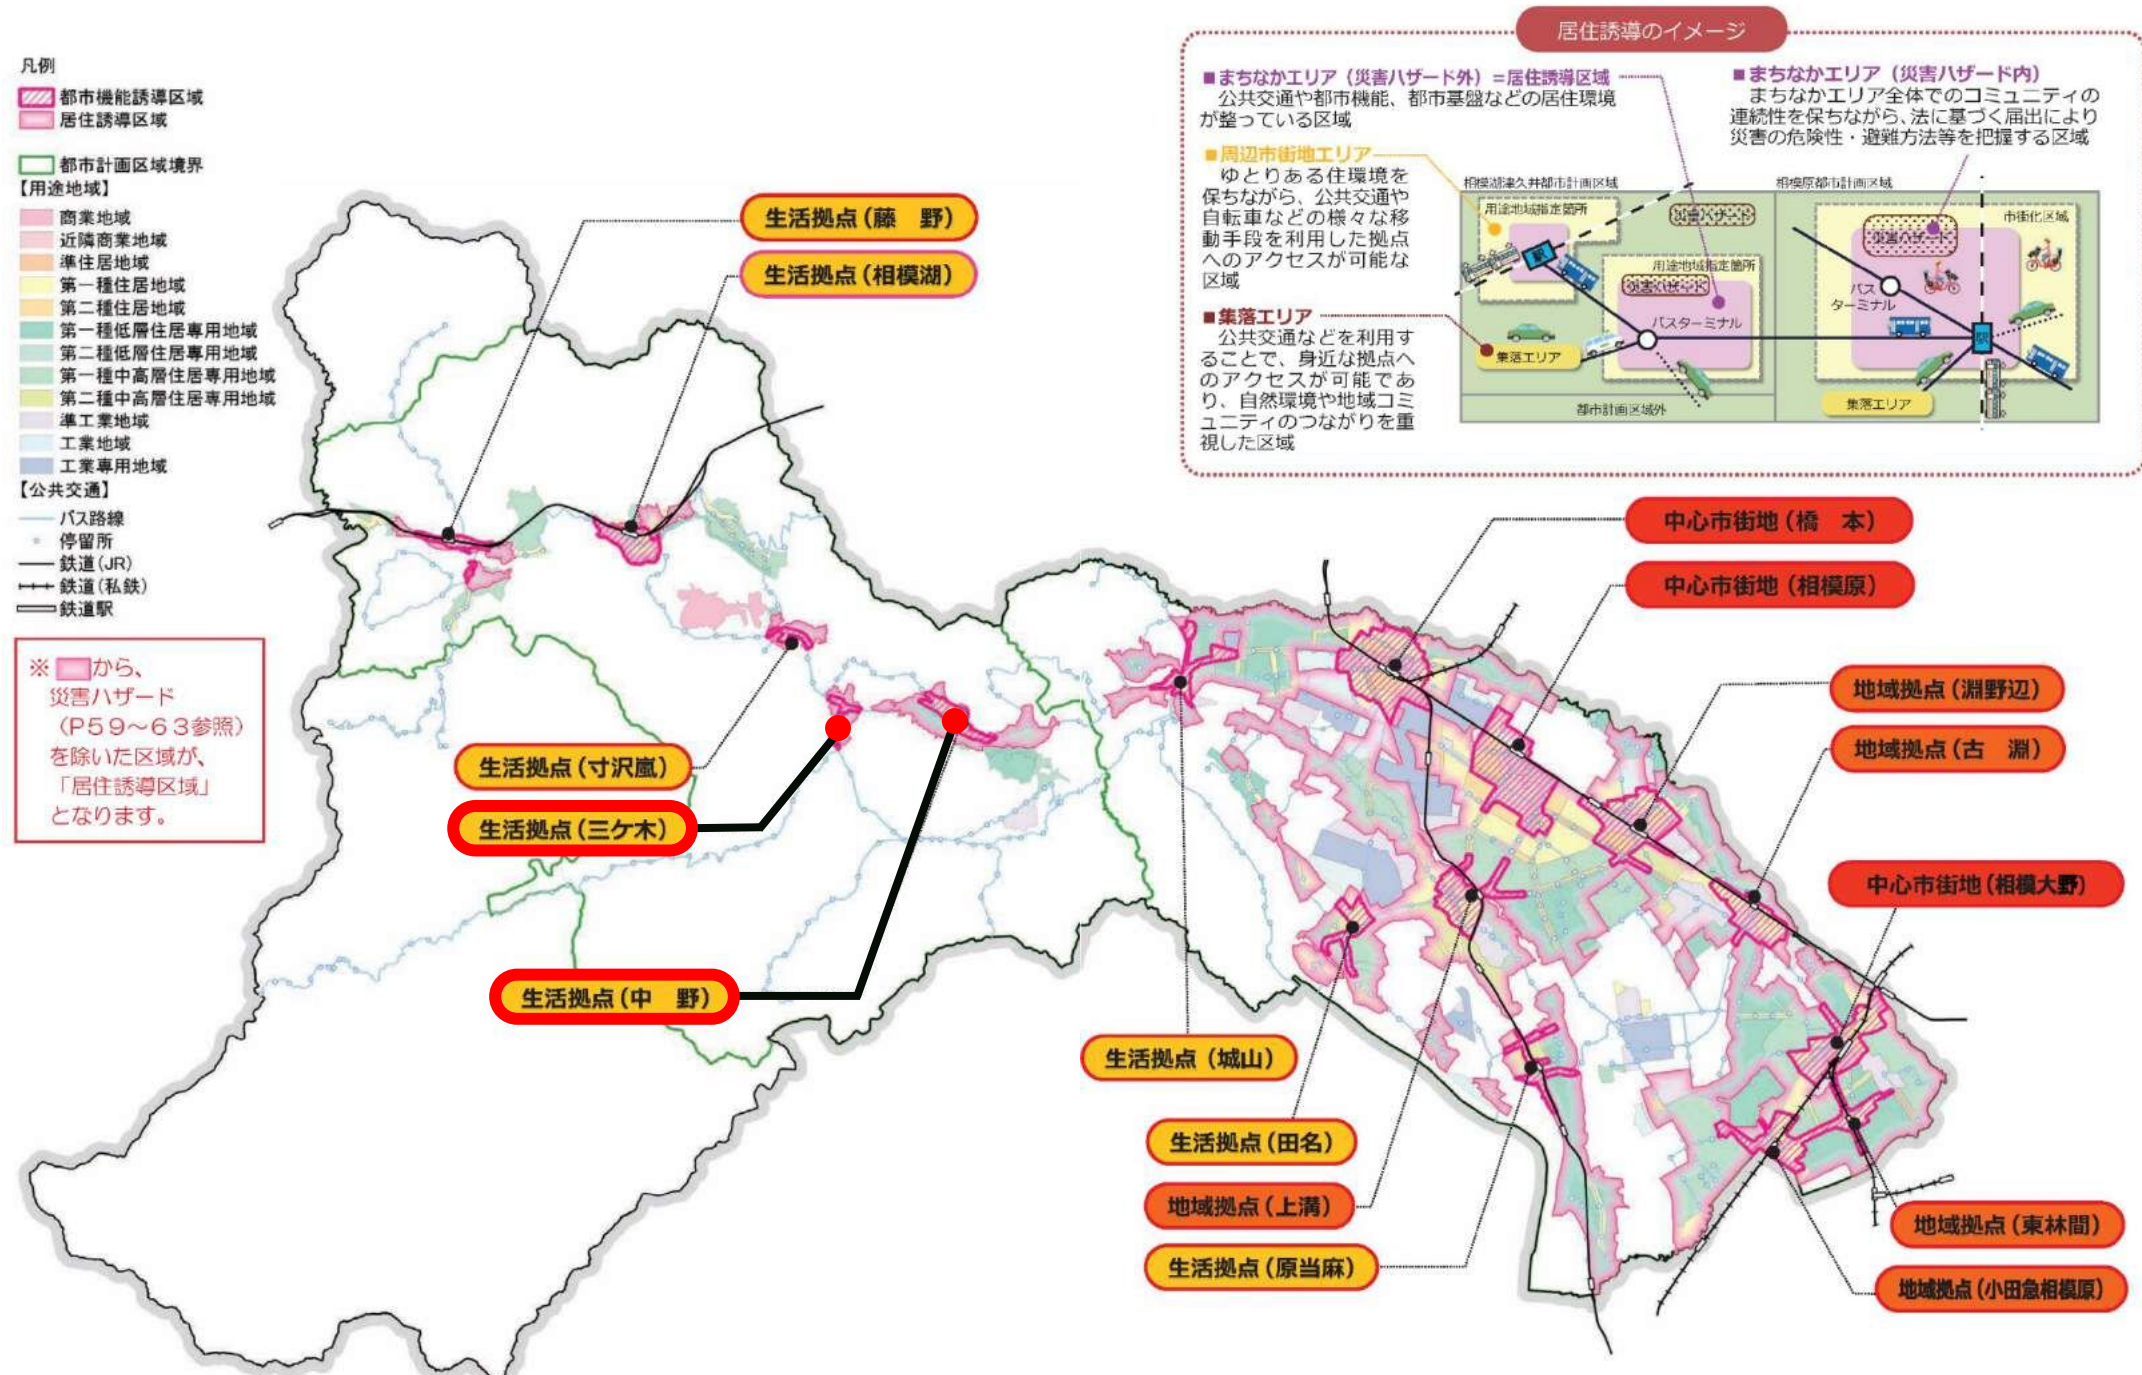 凡例
都市機能誘導区域
居住誘導区域
都市計画区域境界
【用途地域】
商業地域
近隣商業地域
準住居地域
第一種住居地域
第二種住居地域
第一種低層住居専用地域
第二種低層住居専用地域
第一種中高層住居専用地域
第二種中高層住居専用地域
準工業地域
工業地域
工業専用地域
【公共交通】
バス路線
停留所
鉄道(JR)
鉄道(私鉄)
鉄道駅
※ から、
災害ハザード
(P59～63参照)
を除いた区域が、
「居住誘導区域」
となります。
居住誘導のイメージ
■まちなかエリア（災害ハザード外）＝居住誘導区域
公共交通や都市機能、都市基盤などの居住環境
が整っている区域
■周辺市街地エリア
ゆとりある住環境を
保ちながら、公共交通や
自転車などの様々な移
動手段を利用した拠点
へのアクセスが可能な
区域
■集落エリア
公共交通などを利用す
ることで、身近な拠点へ
のアクセスが可能であ
り、自然環境や地域コミ
ュニティのつながりを重
視した区域
■まちなかエリア（災害ハザード内）
まちなかエリア全体でのコミュニティの
連続性を保ちながら、法に基づく届出により
災害の危険性・避難方法等を把握する区域
相模湖津久井都市計画区域
用途地域指定箇所
災害ハザード
駅
用途地域指定箇所
災害ハザード
バスターミナル
集落エリア
都市計画区域外
相模原都市計画区域
市街化区域
災害ハザード
バス
ターミナル
駅
集落エリア
生活拠点(藤　野)
生活拠点(相模湖)
生活拠点(寸沢嵐)
生活拠点(三ケ木)
生活拠点(中　野)
中心市街地(橋　本)
中心市街地(相模原)
地域拠点(淵野辺)
地域拠点(古　淵)
中心市街地(相模大野)
生活拠点(城山)
生活拠点(田名)
地域拠点(上溝)
生活拠点(原当麻)
地域拠点(東林間)
地域拠点(小田急相模原)